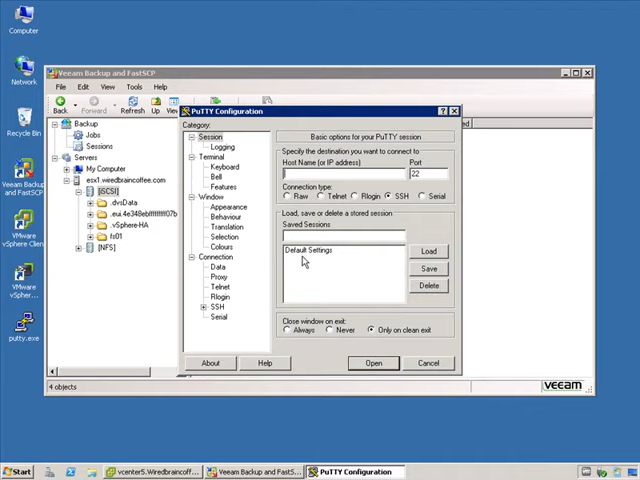 Computer
Network
Recycle Bin
Veeam Backup
and FastSCP
VMware
vSphere Client
VMware
vSphere...
putty.exe
Veeam Backup and FastSCP
File Edit View Tools Help
Back Refresh Up View
Backup
Jobs
Sessions
Servers
My Computer
esx1.wiredbraincoffee.com
[iSCSI]
.dvsData
.vSphere-HA
fs01
[NFS]
4 objects
veeam
PuTTY Configuration
Category:
Session
Logging
Terminal
Keyboard
Bell
Features
Window
Appearance
Behaviour
Translation
Selection
Colours
Connection
Data
Proxy
Telnet
Rlogin
SSH
Serial
Basic options for your PuTTY session
Specify the destination you want to connect to
Host Name (or IP address) Port
22
Connection type:
Raw Telnet Rlogin SSH Serial
Load, save or delete a stored session
Saved Sessions
Default Settings
Load
Save
Delete
Close window on exit:
Always Never Only on clean exit
About Help Open Cancel
Start vcenter5.Wiredbraincof... Veeam Backup and FastS... PuTTY Configuration